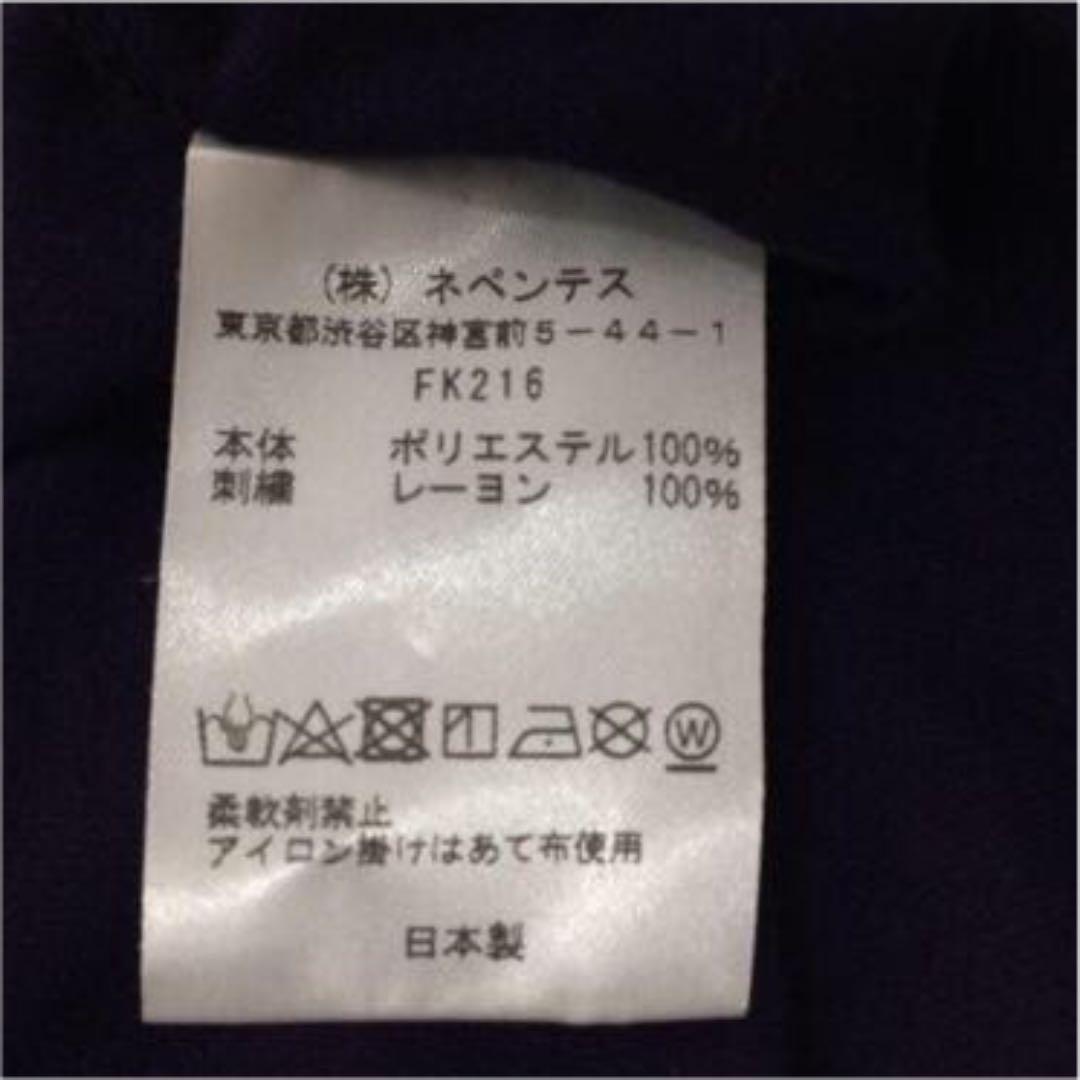 (株) ネペンテス
東京都渋谷区神宮前5-44-1
FK216
本体 ポリエステル100%
刺繍 レーヨン 100%
W
柔軟剤禁止
アイロン掛けはあて布使用
日本製